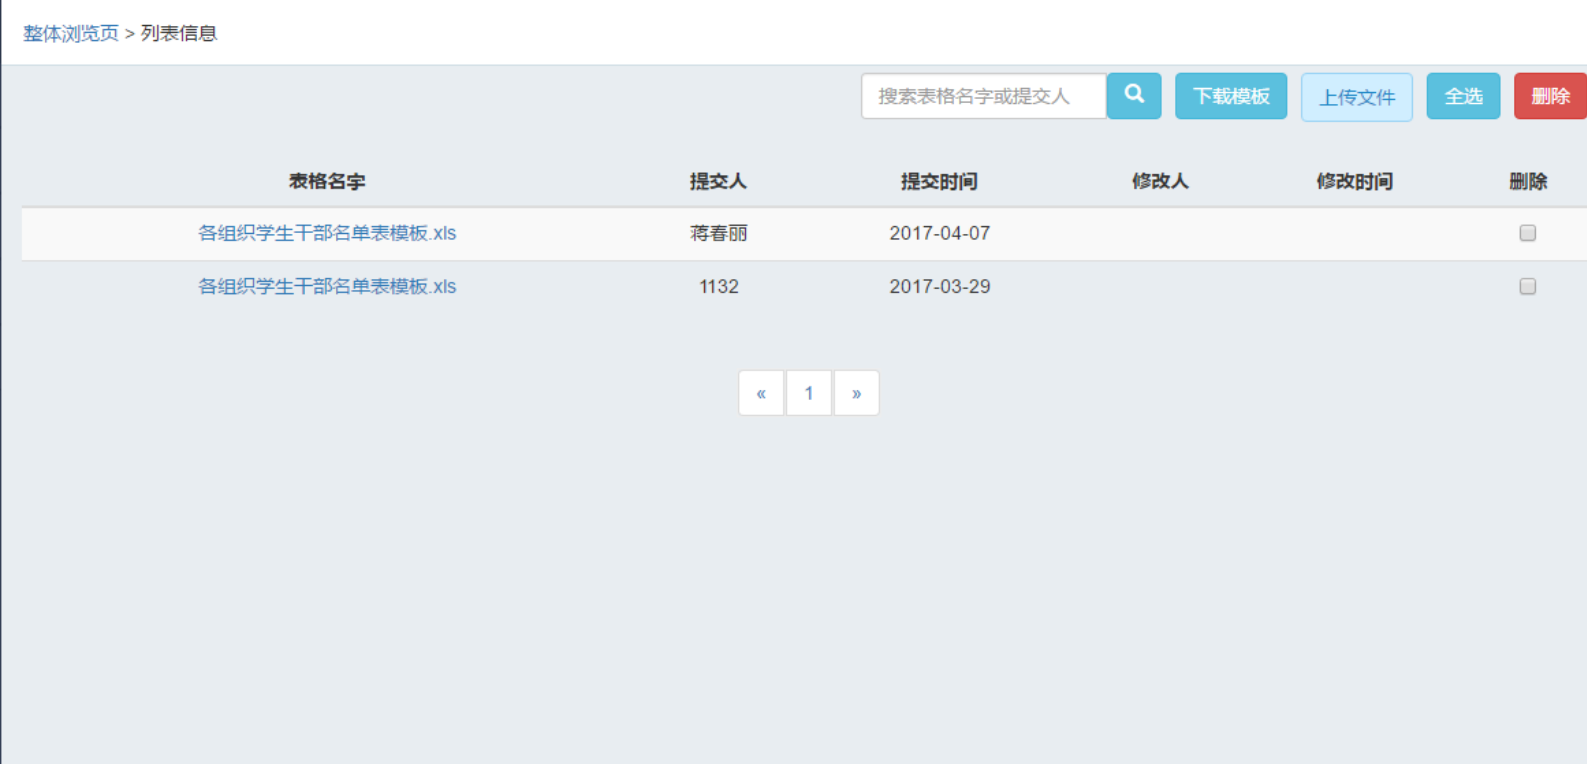 整体浏览页 > 列表信息
搜索表格名字或提交人 下载模板 上传文件 全选 删除
表格名字 提交人 提交时间 修改人 修改时间 删除
各组织学生干部名单表模板.xls 蒋春丽 2017-04-07
各组织学生干部名单表模板.xls 1132 2017-03-29
« 1 »